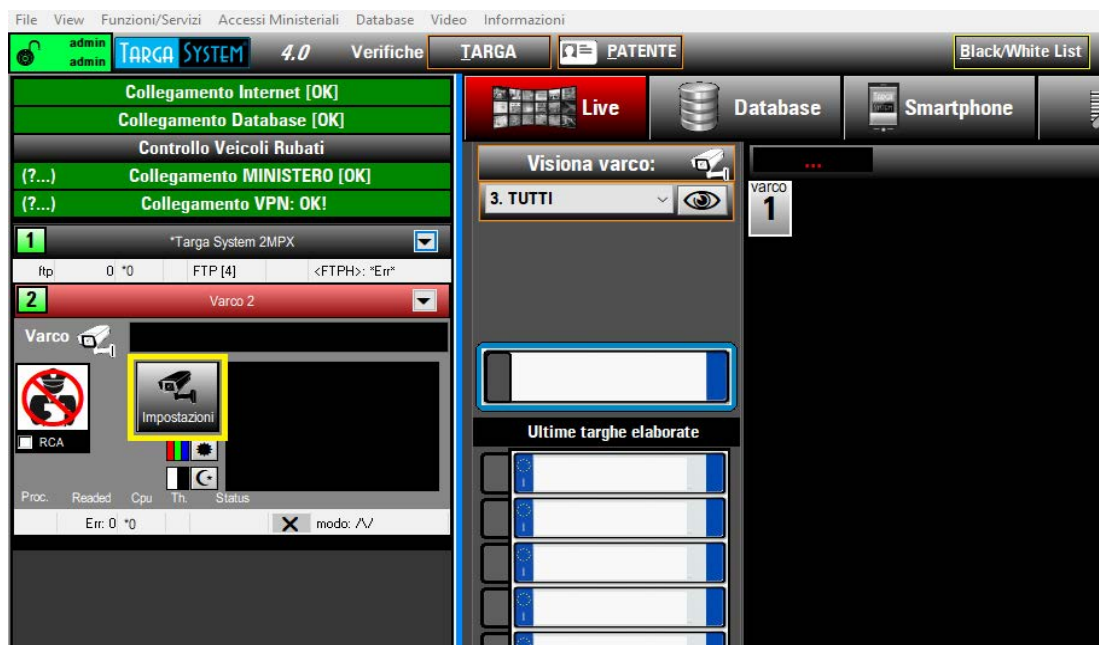 File View Funzioni/Servizi Accessi Ministeriali Database Video Informazioni
admin
admin
TARGA SYSTEM 4.0 Verifiche TARGA PATENTE Black/White List
Collegamento Internet [OK]
Collegamento Database [OK]
Controllo Veicoli Rubati
(?...) Collegamento MINISTERO [OK]
(?...) Collegamento VPN: OK!
1 *Targa System 2MPX
ftp 0 *0 FTP [4] <FTPH>: *Err*
2 Varco 2
Varco
Impostazioni
RCA
Proc. Readed Cpu Th. Status
Err: 0 *0 X modo: /\/
Live Database Smartphone
Visiona varco:
3. TUTTI
...
varco
1
Ultime targhe elaborate
I
I
I
I